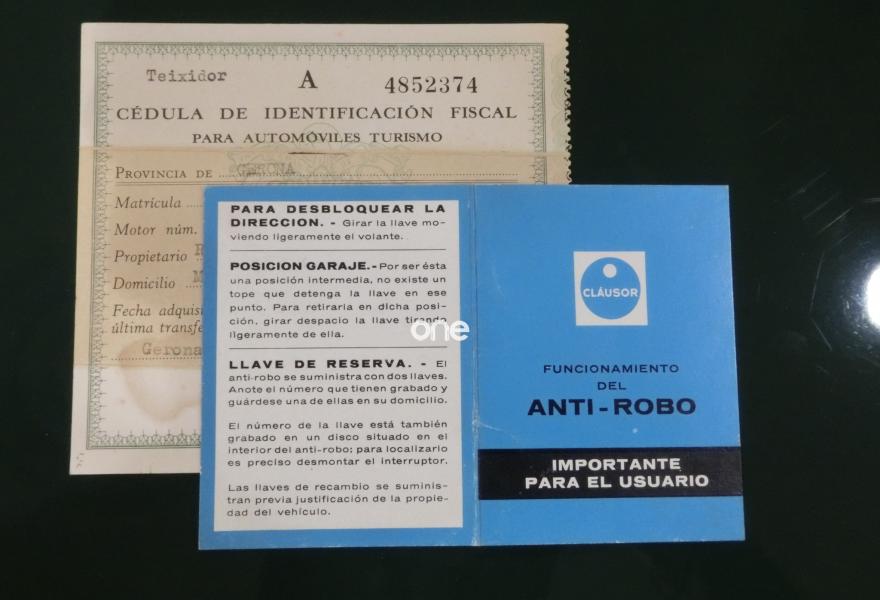 Teixidor A 4852374
CÉDULA DE IDENTIFICACIÓN FISCAL
PARA AUTOMÓVILES TURISMO
PROVINCIA DE GERONA
Matrícula
Motor núm.
Propietario
Domicilio
Fecha adquis
última transfe
Gerona
PARA DESBLOQUEAR LA
DIRECCION. - Girar la llave mo-
viendo ligeramente el volante.
POSICION GARAJE. - Por ser ésta
una posición intermedia, no existe un
tope que detenga la llave en ese
punto. Para retirarla en dicha posi-
ción, girar despacio la llave tirando
ligeramente de ella.
LLAVE DE RESERVA. - El
anti-robo se suministra con dos llaves.
Anote el número que tienen grabado y
guárdese una de ellas en su domicilio.
El número de la llave está también
grabado en un disco situado en el
interior del anti-robo; para localizarlo
es preciso desmontar el interruptor.
Las llaves de recambio se suminis-
tran previa justificación de la propie-
dad del vehículo.
one
CLÁUSOR
FUNCIONAMIENTO
DEL
ANTI-ROBO
IMPORTANTE
PARA EL USUARIO